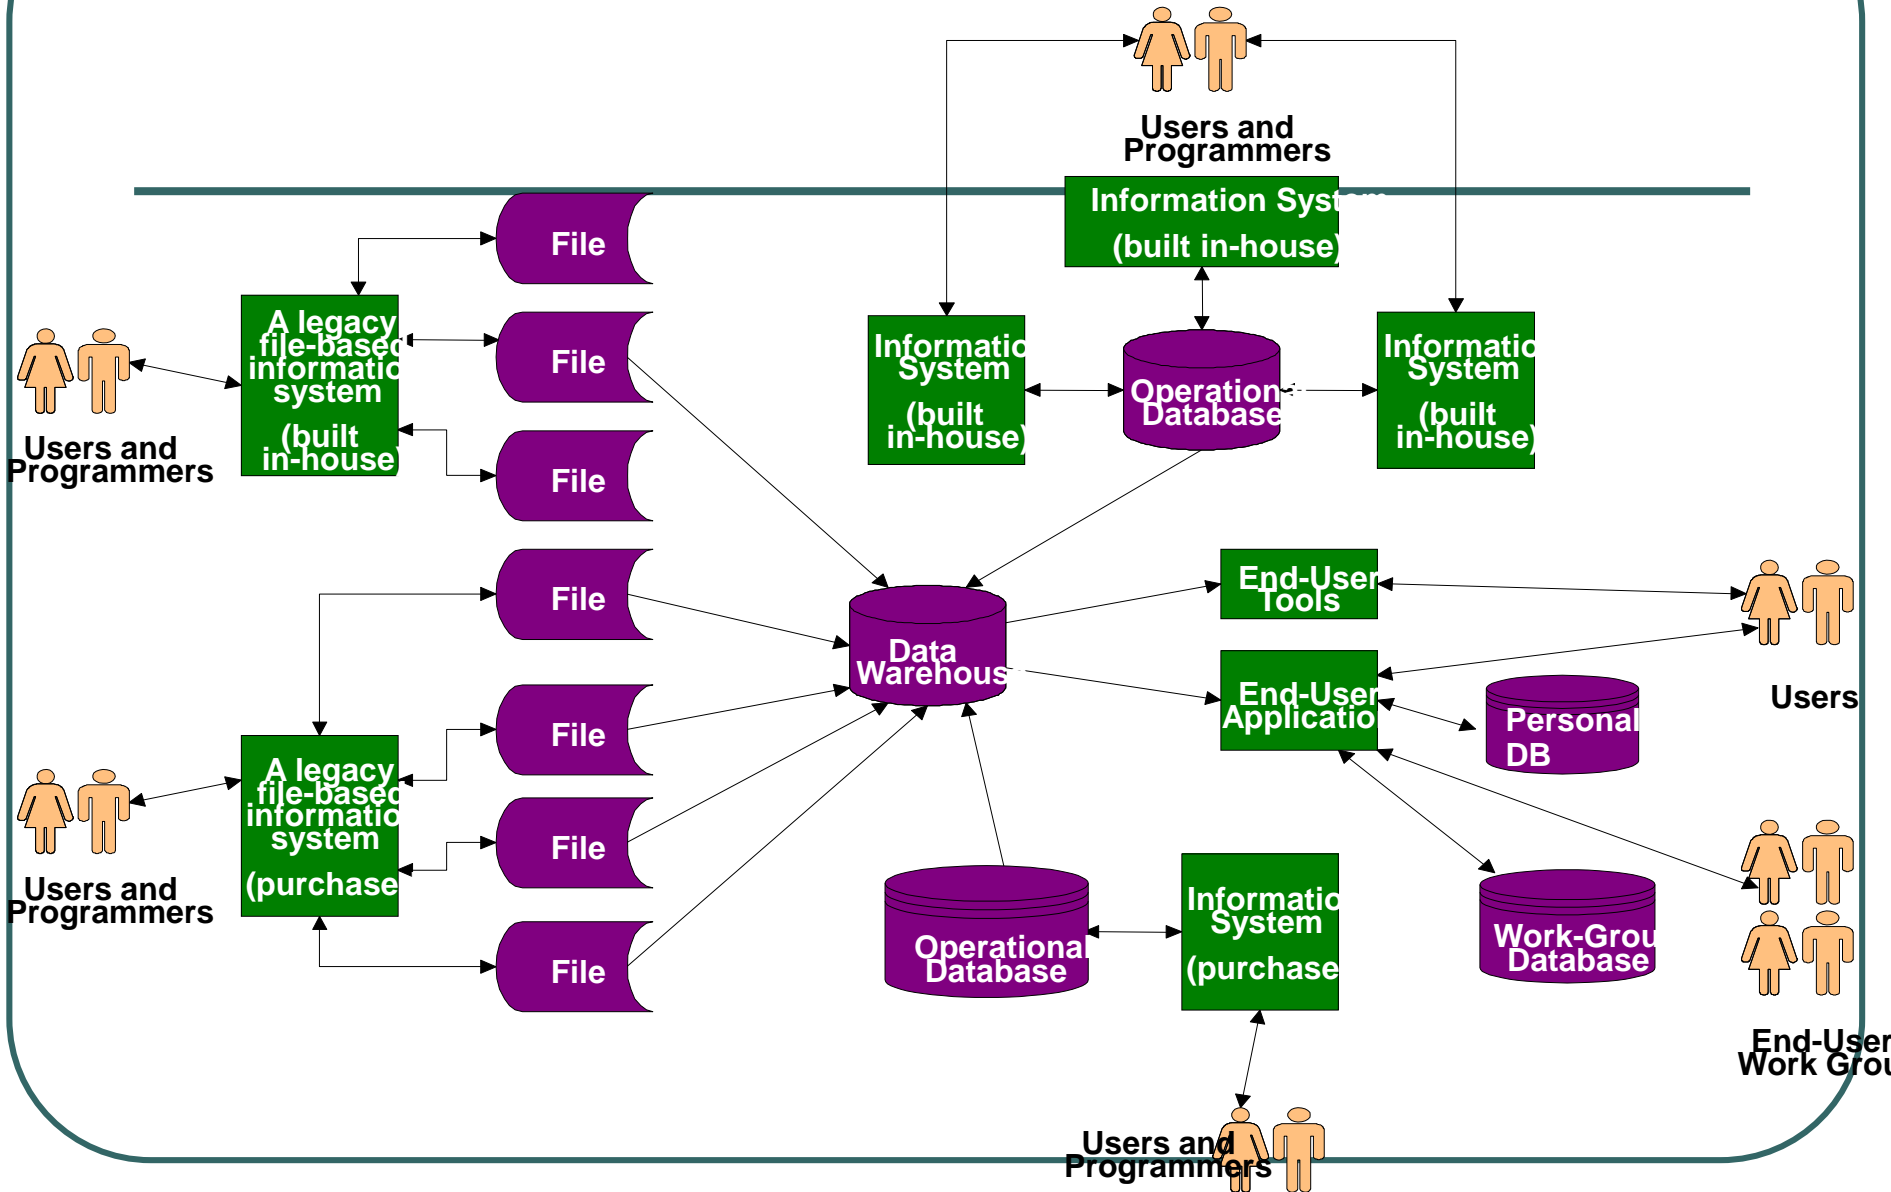 Users and
Programmers
Information System
(built in-house)
File
A legacy
file-based
informatio
system
(built
in-house)
File
Informatio
System
(built
in-house)
Operational
Database
Informatio
System
(built
in-house)
Users and
Programmers
File
File
End-User
Tools
Data
Warehouse
Users
End-User
Applicatio
Personal
DB
File
A legacy
file-based
informatio
system
(purchase
File
Users and
Programmers
File
Operational
Database
Informatio
System
(purchase
Work-Grou
Database
End-User
Work Grou
Users and
Programmers